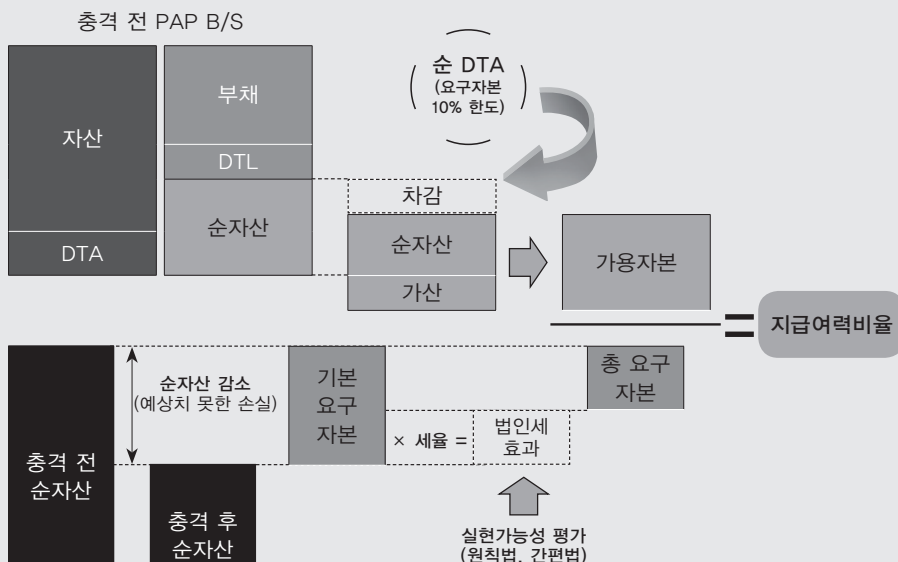 충격 전 PAP B/S
자산
DTA
부채
DTL
순자산
순 DTA
(요구자본
10% 한도)
차감
순자산
가산
가용자본
지급여력비율
충격 전
순자산
순자산 감소
(예상치 못한 손실)
충격 후
순자산
기본
요구
자본
× 세율 =
법인세
효과
총 요구
자본
실현가능성 평가
(원칙법, 간편법)